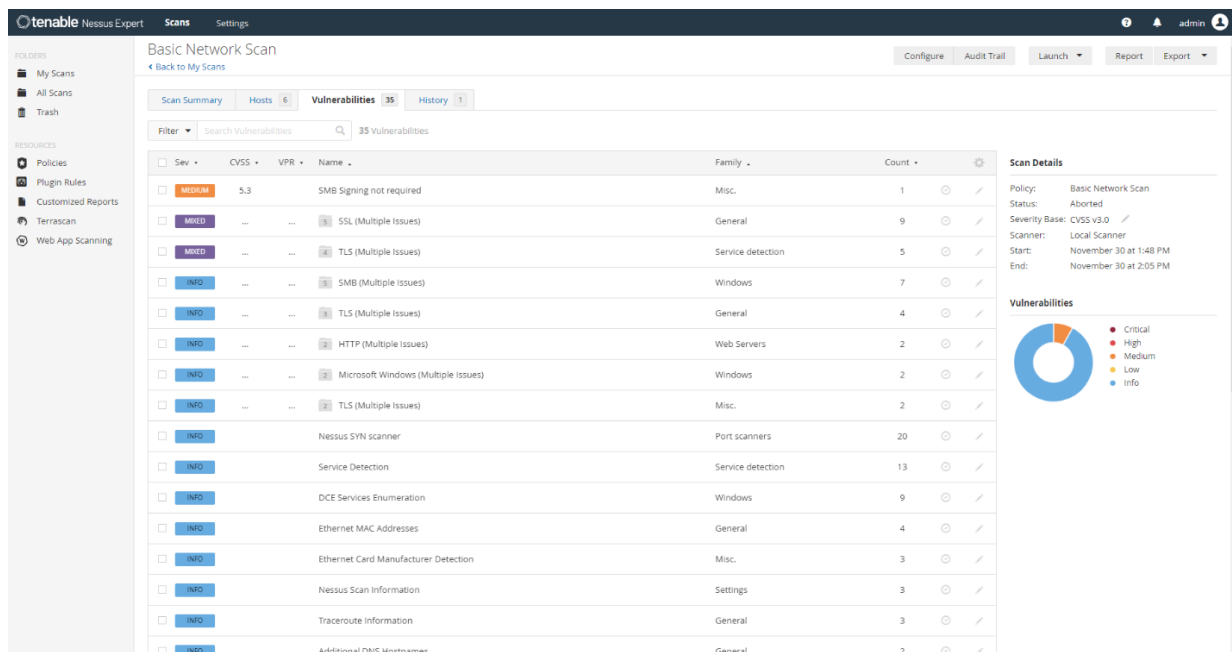 tenable Nessus Expert Scans Settings admin
FOLDERS
My Scans
All Scans
Trash
RESOURCES
Policies
Plugin Rules
Customized Reports
Terrascan
Web App Scanning
Basic Network Scan
Back to My Scans
Configure Audit Trail Launch Report Export
Scan Summary Hosts 6 Vulnerabilities 35 History 1
Filter Search Vulnerabilities 35 Vulnerabilities
Sev CVSS VPR Name Family Count
MEDIUM 5.3 SMB Signing not required Misc. 1
MIXED ... ... 5 SSL (Multiple Issues) General 9
MIXED ... ... 4 TLS (Multiple Issues) Service detection 5
INFO ... ... 5 SMB (Multiple Issues) Windows 7
INFO ... ... 3 TLS (Multiple Issues) General 4
INFO ... ... 2 HTTP (Multiple Issues) Web Servers 2
INFO ... ... 2 Microsoft Windows (Multiple Issues) Windows 2
INFO ... ... 2 TLS (Multiple Issues) Misc. 2
INFO Nessus SYN scanner Port scanners 20
INFO Service Detection Service detection 13
INFO DCE Services Enumeration Windows 9
INFO Ethernet MAC Addresses General 4
INFO Ethernet Card Manufacturer Detection Misc. 3
INFO Nessus Scan Information Settings 3
INFO Traceroute Information General 3
INFO Additional DNS Hostnames General 2
Scan Details
Policy: Basic Network Scan
Status: Aborted
Severity Base: CVSS v3.0
Scanner: Local Scanner
Start: November 30 at 1:48 PM
End: November 30 at 2:05 PM
Vulnerabilities
Critical
High
Medium
Low
Info